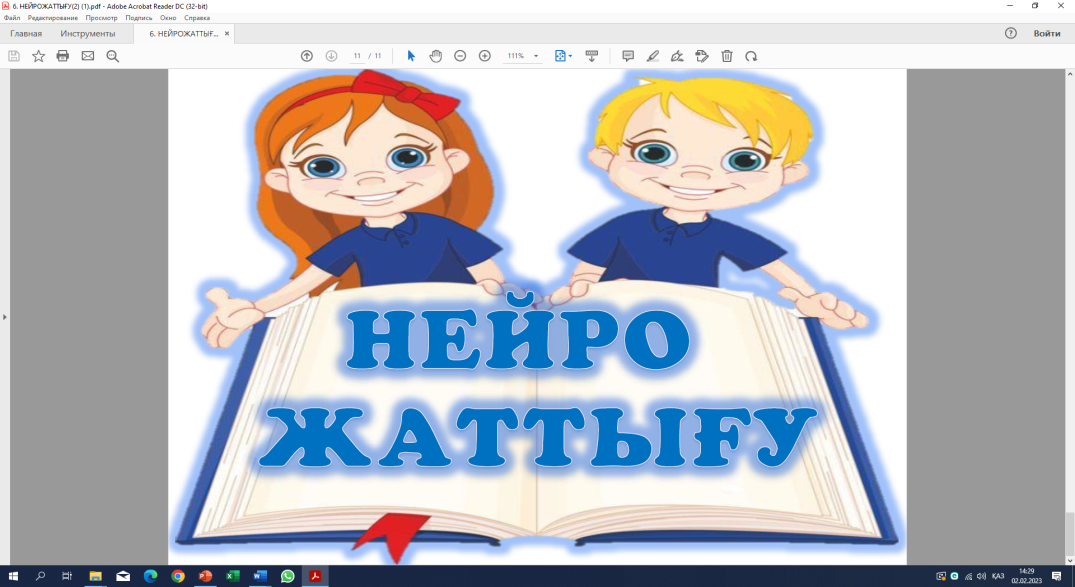 6. НЕЙРОЖАТТЫҒУ(2) (1).pdf - Adobe Acrobat Reader DC (32-bit)
Файл Редактирование Просмотр Подпись Окно Справка
Главная Инструменты 6. НЕЙРОЖАТТЫҒ... × Войти
11 / 11 111%
НЕЙРО
ЖАТТЫҒУ
ҚАЗ 14:29
02.02.2023